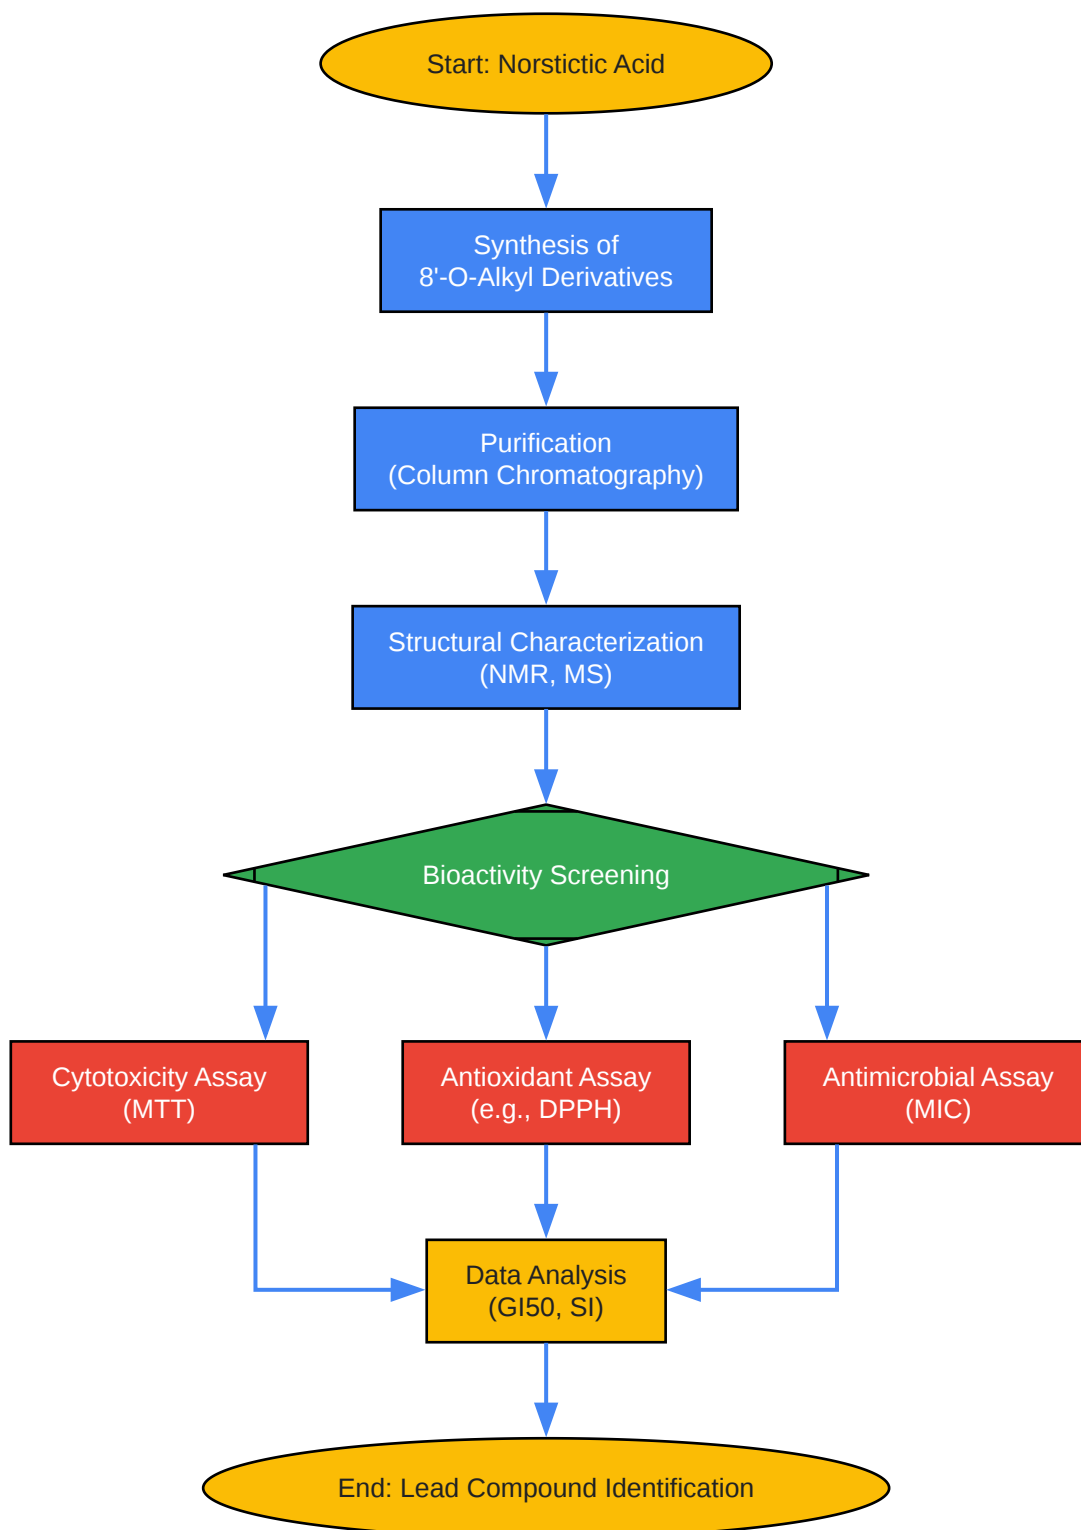 Start: Norstictic Acid
Synthesis of
8'-O-Alkyl Derivatives
Purification
(Column Chromatography)
Structural Characterization
(NMR, MS)
Bioactivity Screening
Cytotoxicity Assay
(MTT)
Antioxidant Assay
(e.g., DPPH)
Antimicrobial Assay
(MIC)
Data Analysis
(GI50, SI)
End: Lead Compound Identification